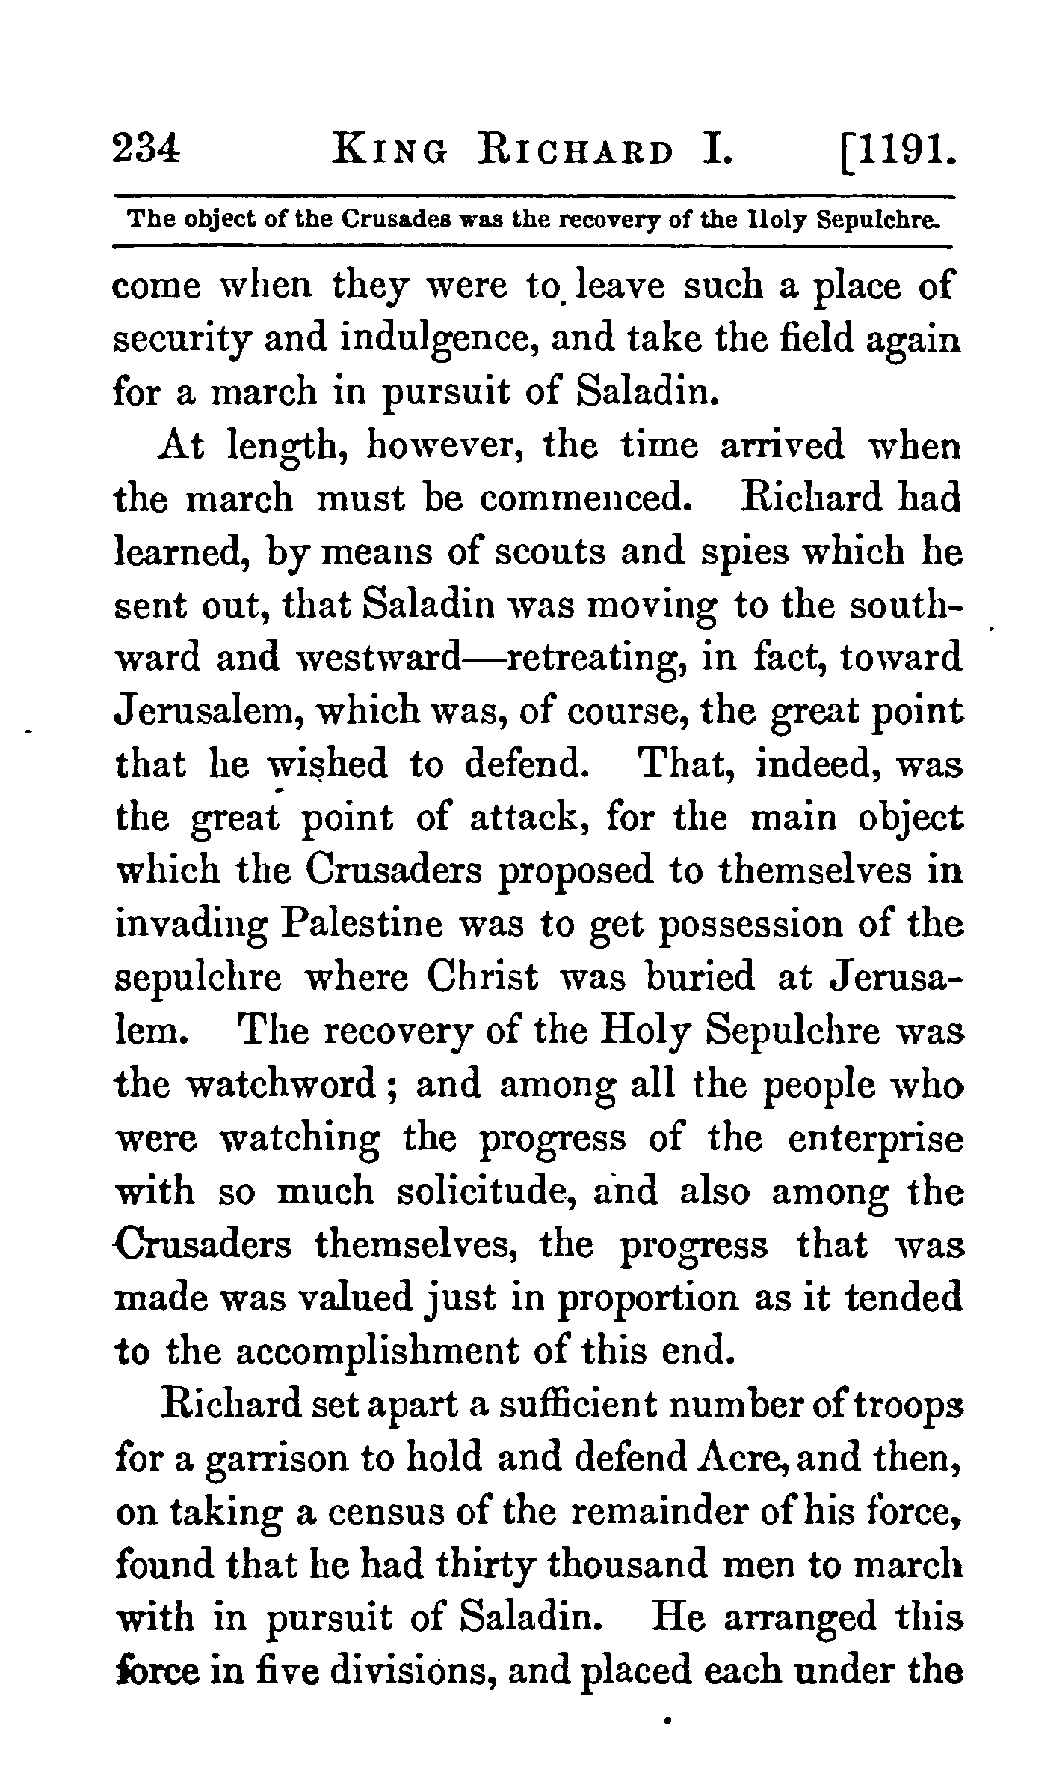 234 KING RICHARD I. [1191.
The object of the Crusades was the recovery of the Holy Sepulchre.
come when they were to leave such a place of
security and indulgence, and take the field again
for a march in pursuit of Saladin.
At length, however, the time arrived when
the march must be commenced. Richard had
learned, by means of scouts and spies which he
sent out, that Saladin was moving to the south-
ward and westward—retreating, in fact, toward
Jerusalem, which was, of course, the great point
that he wished to defend. That, indeed, was
the great point of attack, for the main object
which the Crusaders proposed to themselves in
invading Palestine was to get possession of the
sepulchre where Christ was buried at Jerusa-
lem. The recovery of the Holy Sepulchre was
the watchword; and among all the people who
were watching the progress of the enterprise
with so much solicitude, and also among the
Crusaders themselves, the progress that was
made was valued just in proportion as it tended
to the accomplishment of this end.
Richard set apart a sufficient number of troops
for a garrison to hold and defend Acre, and then,
on taking a census of the remainder of his force,
found that he had thirty thousand men to march
with in pursuit of Saladin. He arranged this
force in five divisions, and placed each under the